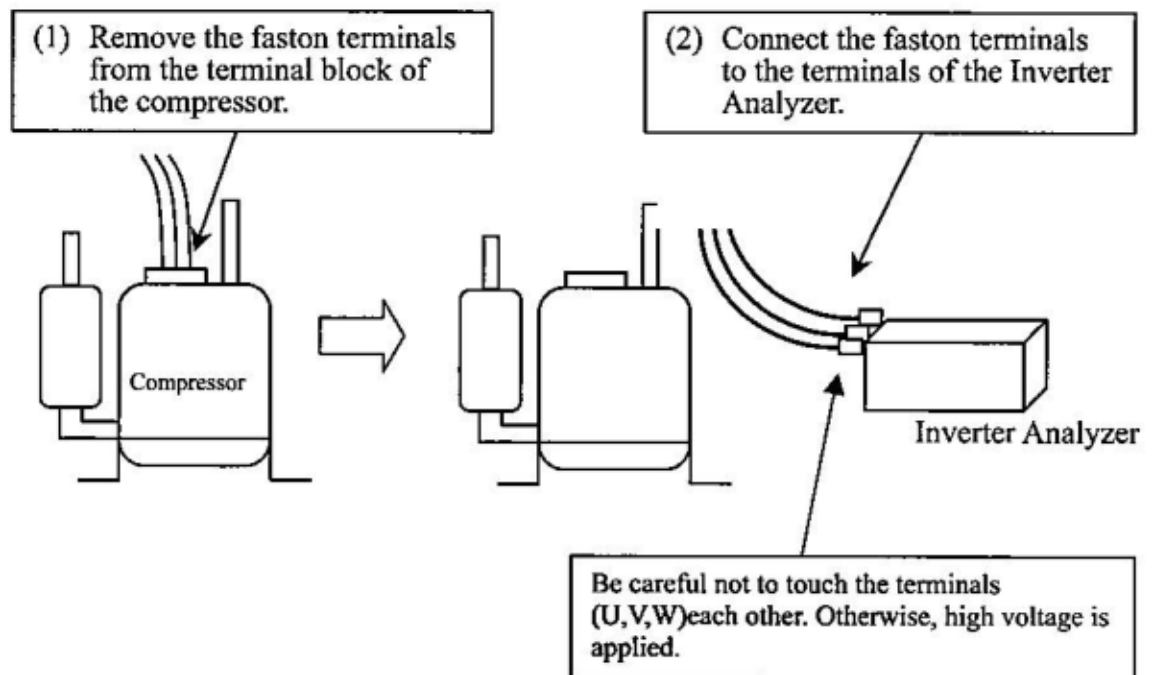 (1) Remove the faston terminals
from the terminal block of
the compressor.
(2) Connect the faston terminals
to the terminals of the Inverter
Analyzer.
Compressor
Inverter Analyzer
Be careful not to touch the terminals
(U,V,W)each other. Otherwise, high voltage is
applied.